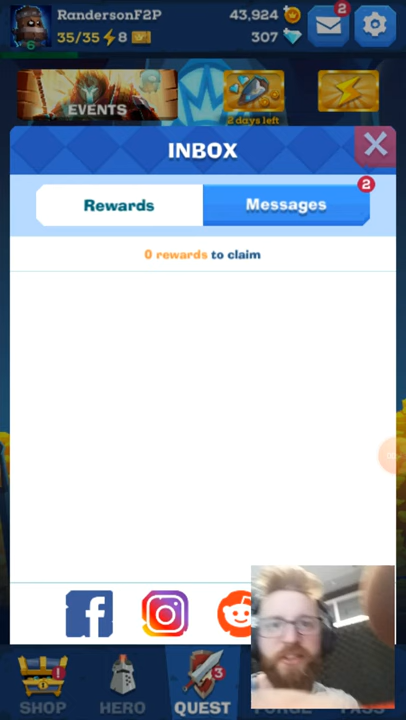 RandersonF2P
43,924
2
6
35/35
8
307
EVENTS
2 days left
INBOX
Rewards
Messages
2
0 rewards to claim
SHOP
!
HERO
QUEST
3